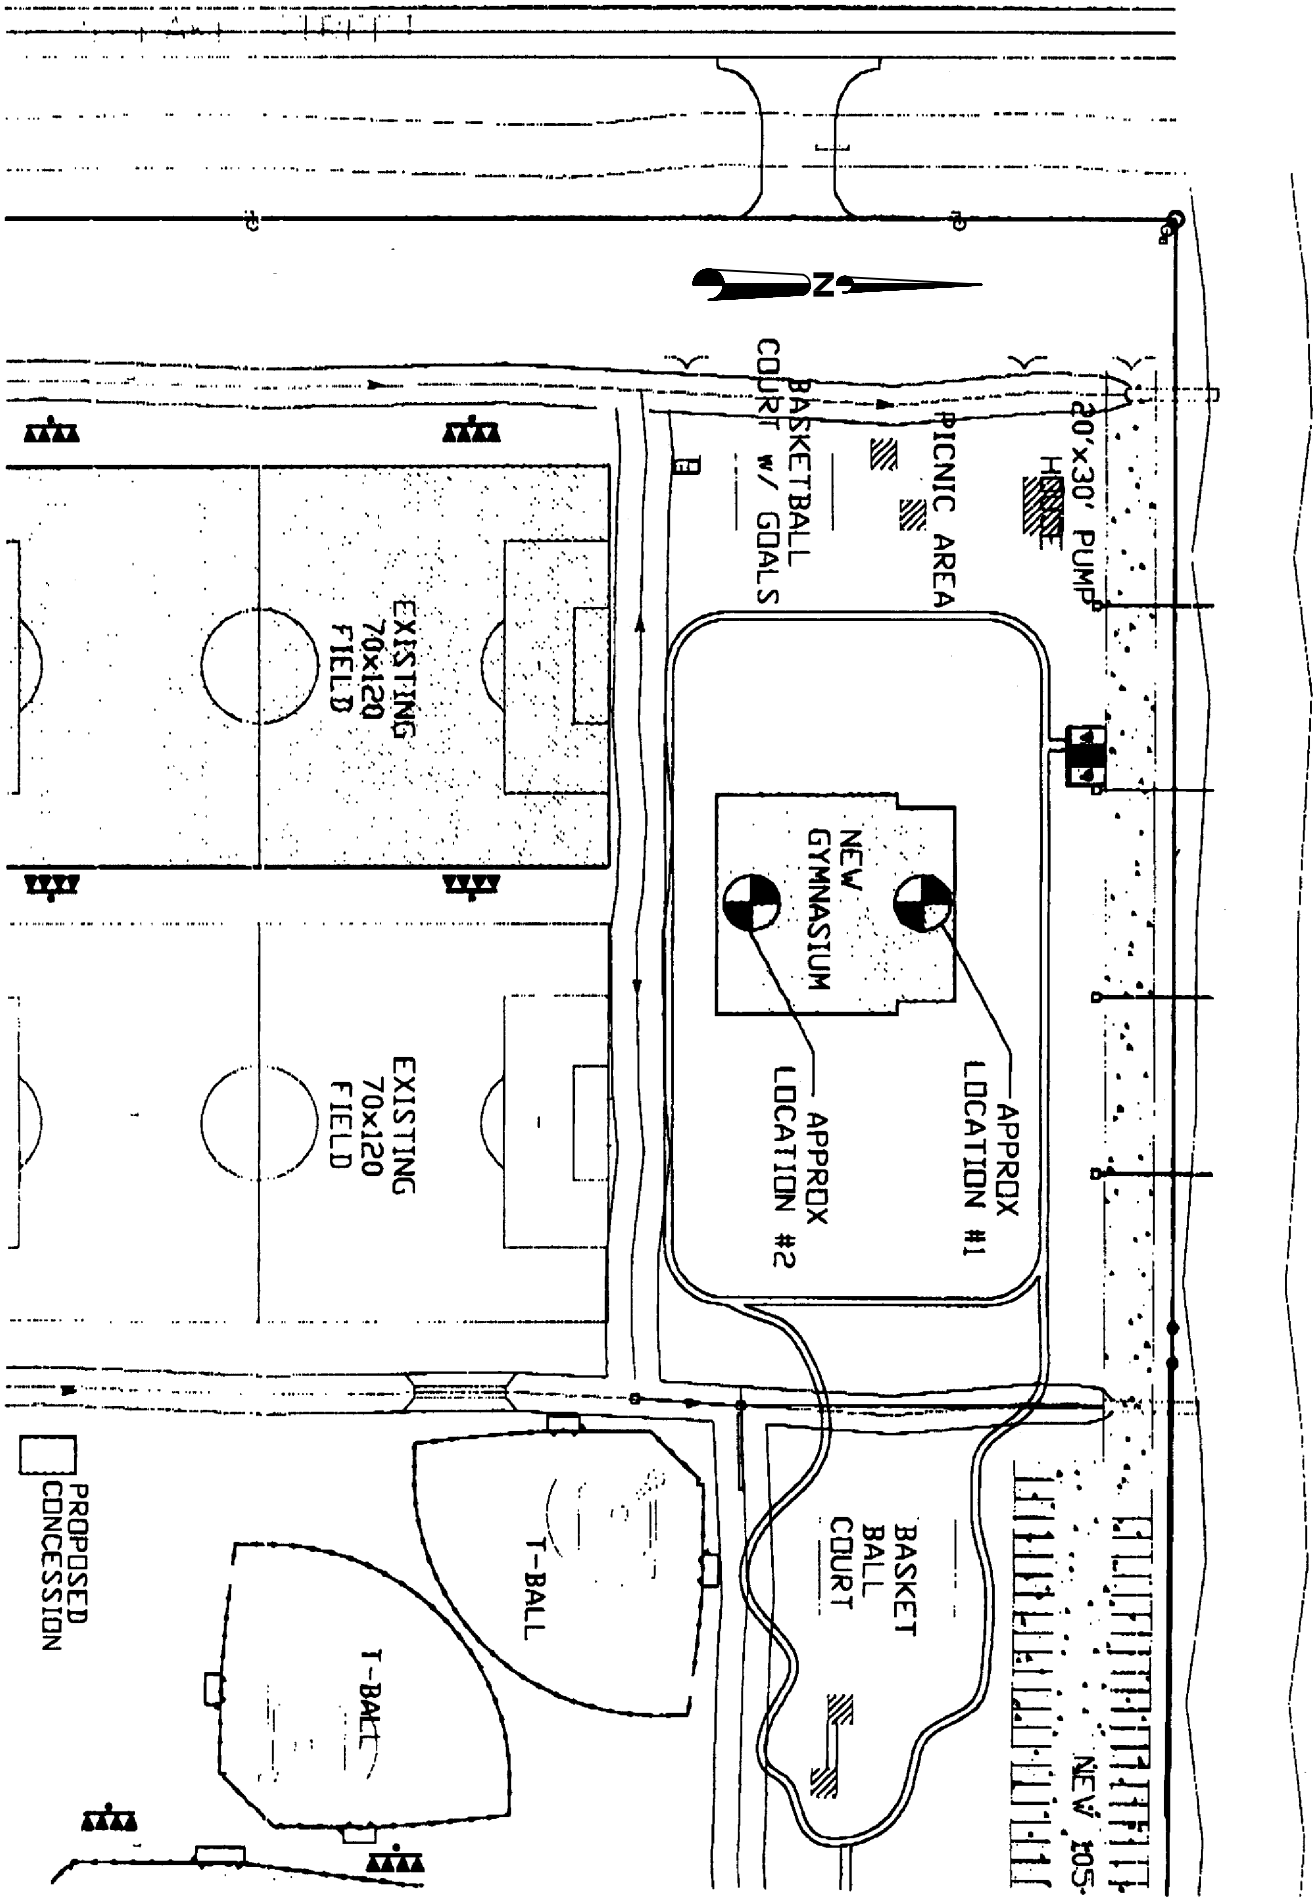 N
20'x30' PUMP
HOUSE
PICNIC AREA
BASKETBALL
COURT w/ GOALS
EXISTING
70x120
FIELD
NEW
GYMNASIUM
APPROX
LOCATION #1
APPROX
LOCATION #2
EXISTING
70x120
FIELD
BASKET
BALL
COURT
T-BALL
T-BALL
PROPOSED
CONCESSION
NEW 105